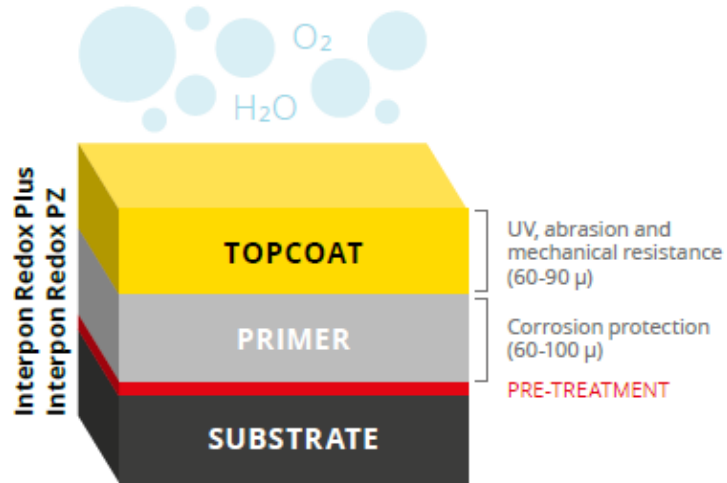 O₂
H₂O
Interpon Redox Plus
Interpon Redox PZ
TOPCOAT
UV, abrasion and
mechanical resistance
(60-90 µ)
PRIMER
Corrosion protection
(60-100 µ)
PRE-TREATMENT
SUBSTRATE